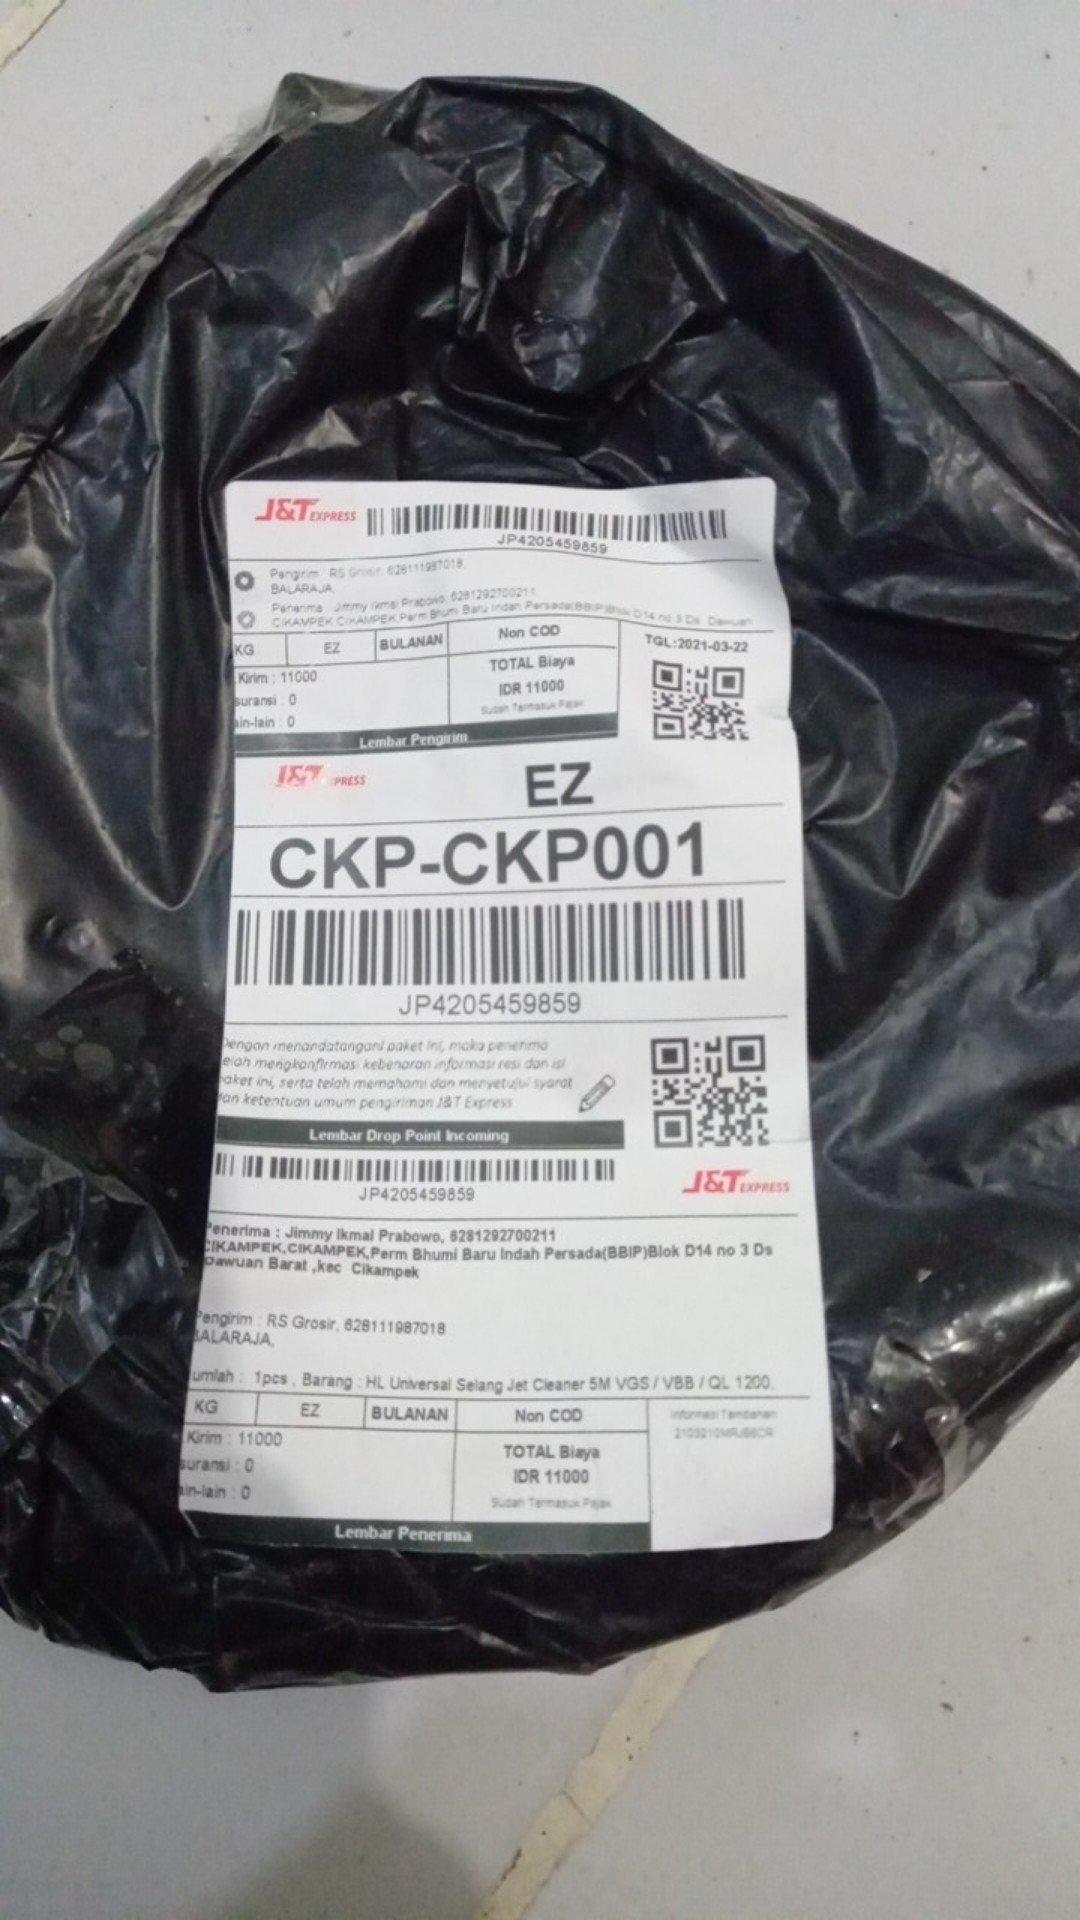 J&T EXPRESS
JP4205459859
Pengirim : RS Grosir, 628111987018,
BALARAJA,
Penerima : Jimmy Ikmal Prabowo, 6281292700211
CIKAMPEK,CIKAMPEK,Perm Bhumi Baru Indah Persada(BBIP)Blok D14 no 3 Ds Dawuan
KG EZ BULANAN Non COD TGL:2021-03-22
Kirim : 11000 TOTAL Biaya
suransi : 0 IDR 11000
ain-lain : 0 Sudah Termasuk Pajak
Lembar Pengirim
J&T EXPRESS EZ
CKP-CKP001
JP4205459859
Dengan menandatangani paket ini, maka penerima
elah mengkonfirmasi kebenaran informasi resi dan isi
paket ini, serta telah memahami dan menyetujui syarat
dan ketentuan umum pengiriman J&T Express
Lembar Drop Point Incoming
JP4205459859
J&T EXPRESS
Penerima : Jimmy Ikmal Prabowo, 6281292700211
CIKAMPEK,CIKAMPEK,Perm Bhumi Baru Indah Persada(BBIP)Blok D14 no 3 Ds
Dawuan Barat ,kec Cikampek
Pengirim : RS Grosir, 628111987018
BALARAJA,
umlah : 1pcs , Barang : HL Universal Selang Jet Cleaner 5M VGS / VBB / QL 1200,
KG EZ BULANAN Non COD Informasi Tambahan
Kirim : 11000 TOTAL Biaya
suransi : 0 IDR 11000
ain-lain : 0 Sudah Termasuk Pajak
Lembar Penerima